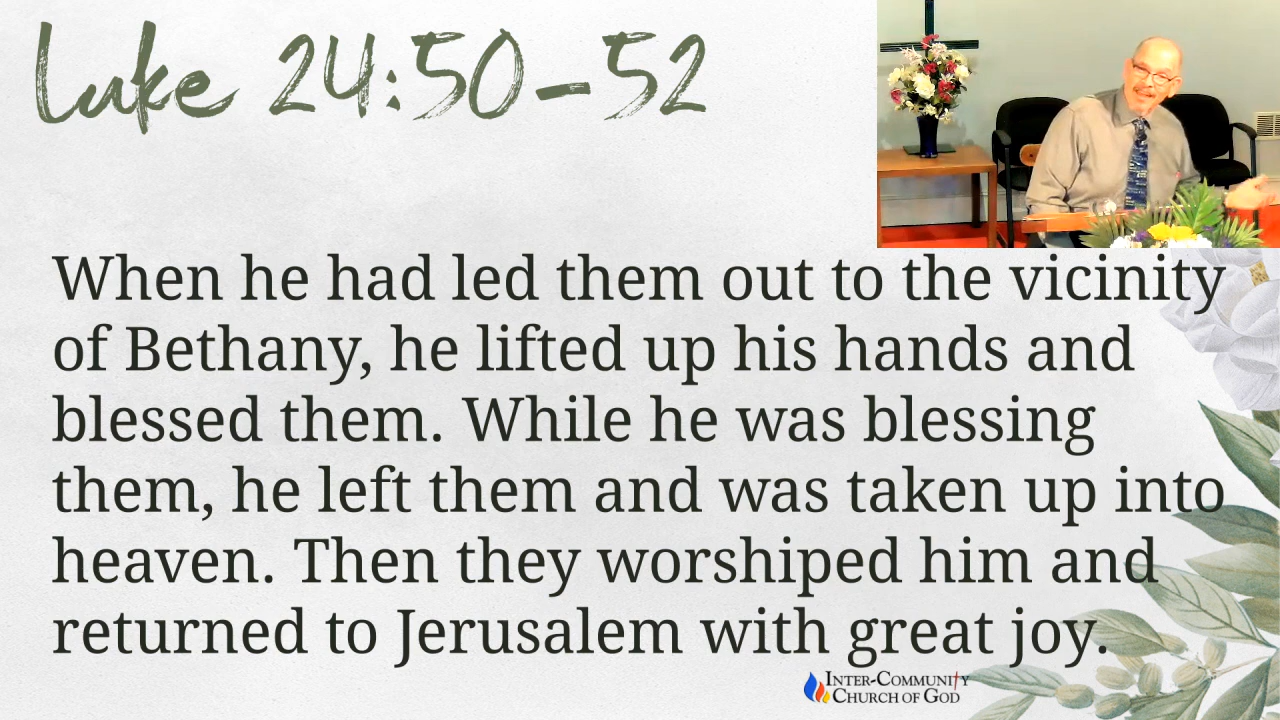 Luke 24:50-52
When he had led them out to the vicinity
of Bethany, he lifted up his hands and
blessed them. While he was blessing
them, he left them and was taken up into
heaven. Then they worshiped him and
returned to Jerusalem with great joy.
Inter-Community
Church of God